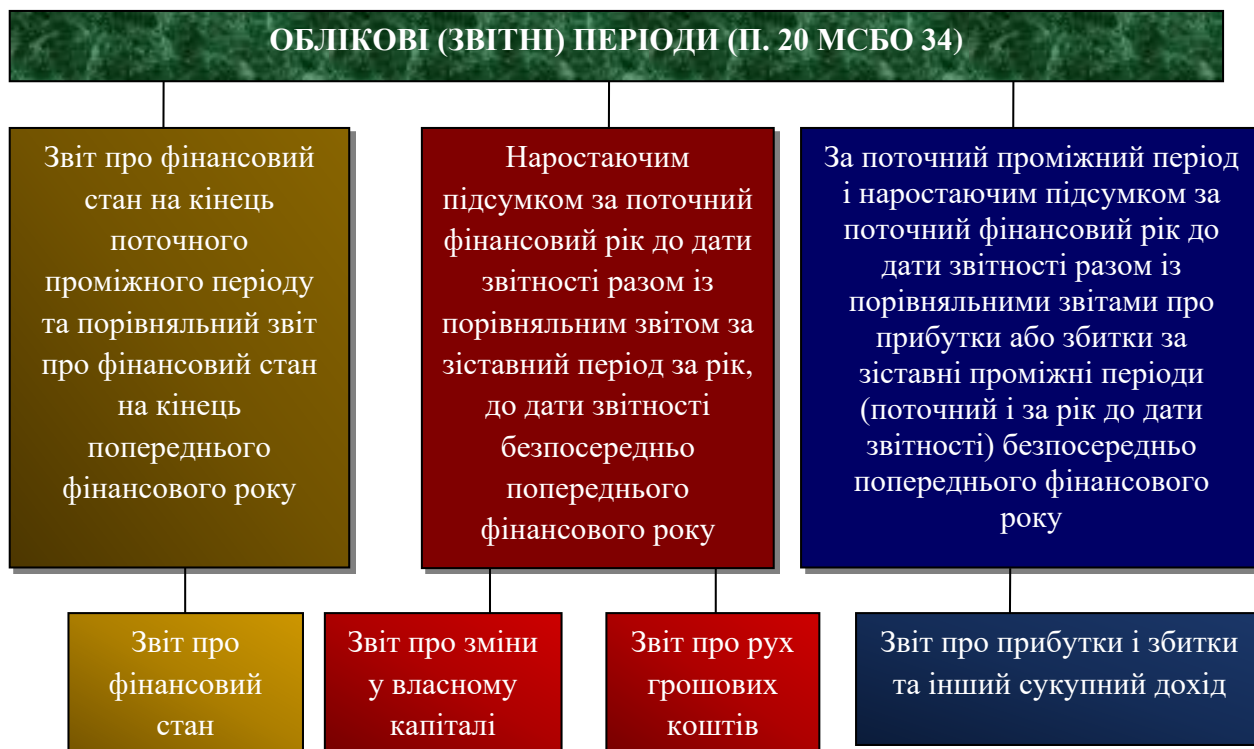 ОБЛІКОВІ (ЗВІТНІ) ПЕРІОДИ (П. 20 МСБО 34)
Звіт про фінансовий
стан на кінець
поточного
проміжного періоду
та порівняльний звіт
про фінансовий стан
на кінець
попереднього
фінансового року
Наростаючим
підсумком за поточний
фінансовий рік до дати
звітності разом із
порівняльним звітом за
зіставний період за рік,
до дати звітності
безпосередньо
попереднього
фінансового року
За поточний проміжний період
і наростаючим підсумком за
поточний фінансовий рік до
дати звітності разом із
порівняльними звітами про
прибутки або збитки за
зіставні проміжні періоди
(поточний і за рік до дати
звітності) безпосередньо
попереднього фінансового
року
Звіт про
фінансовий
стан
Звіт про зміни
у власному
капіталі
Звіт про рух
грошових
коштів
Звіт про прибутки і збитки
та інший сукупний дохід